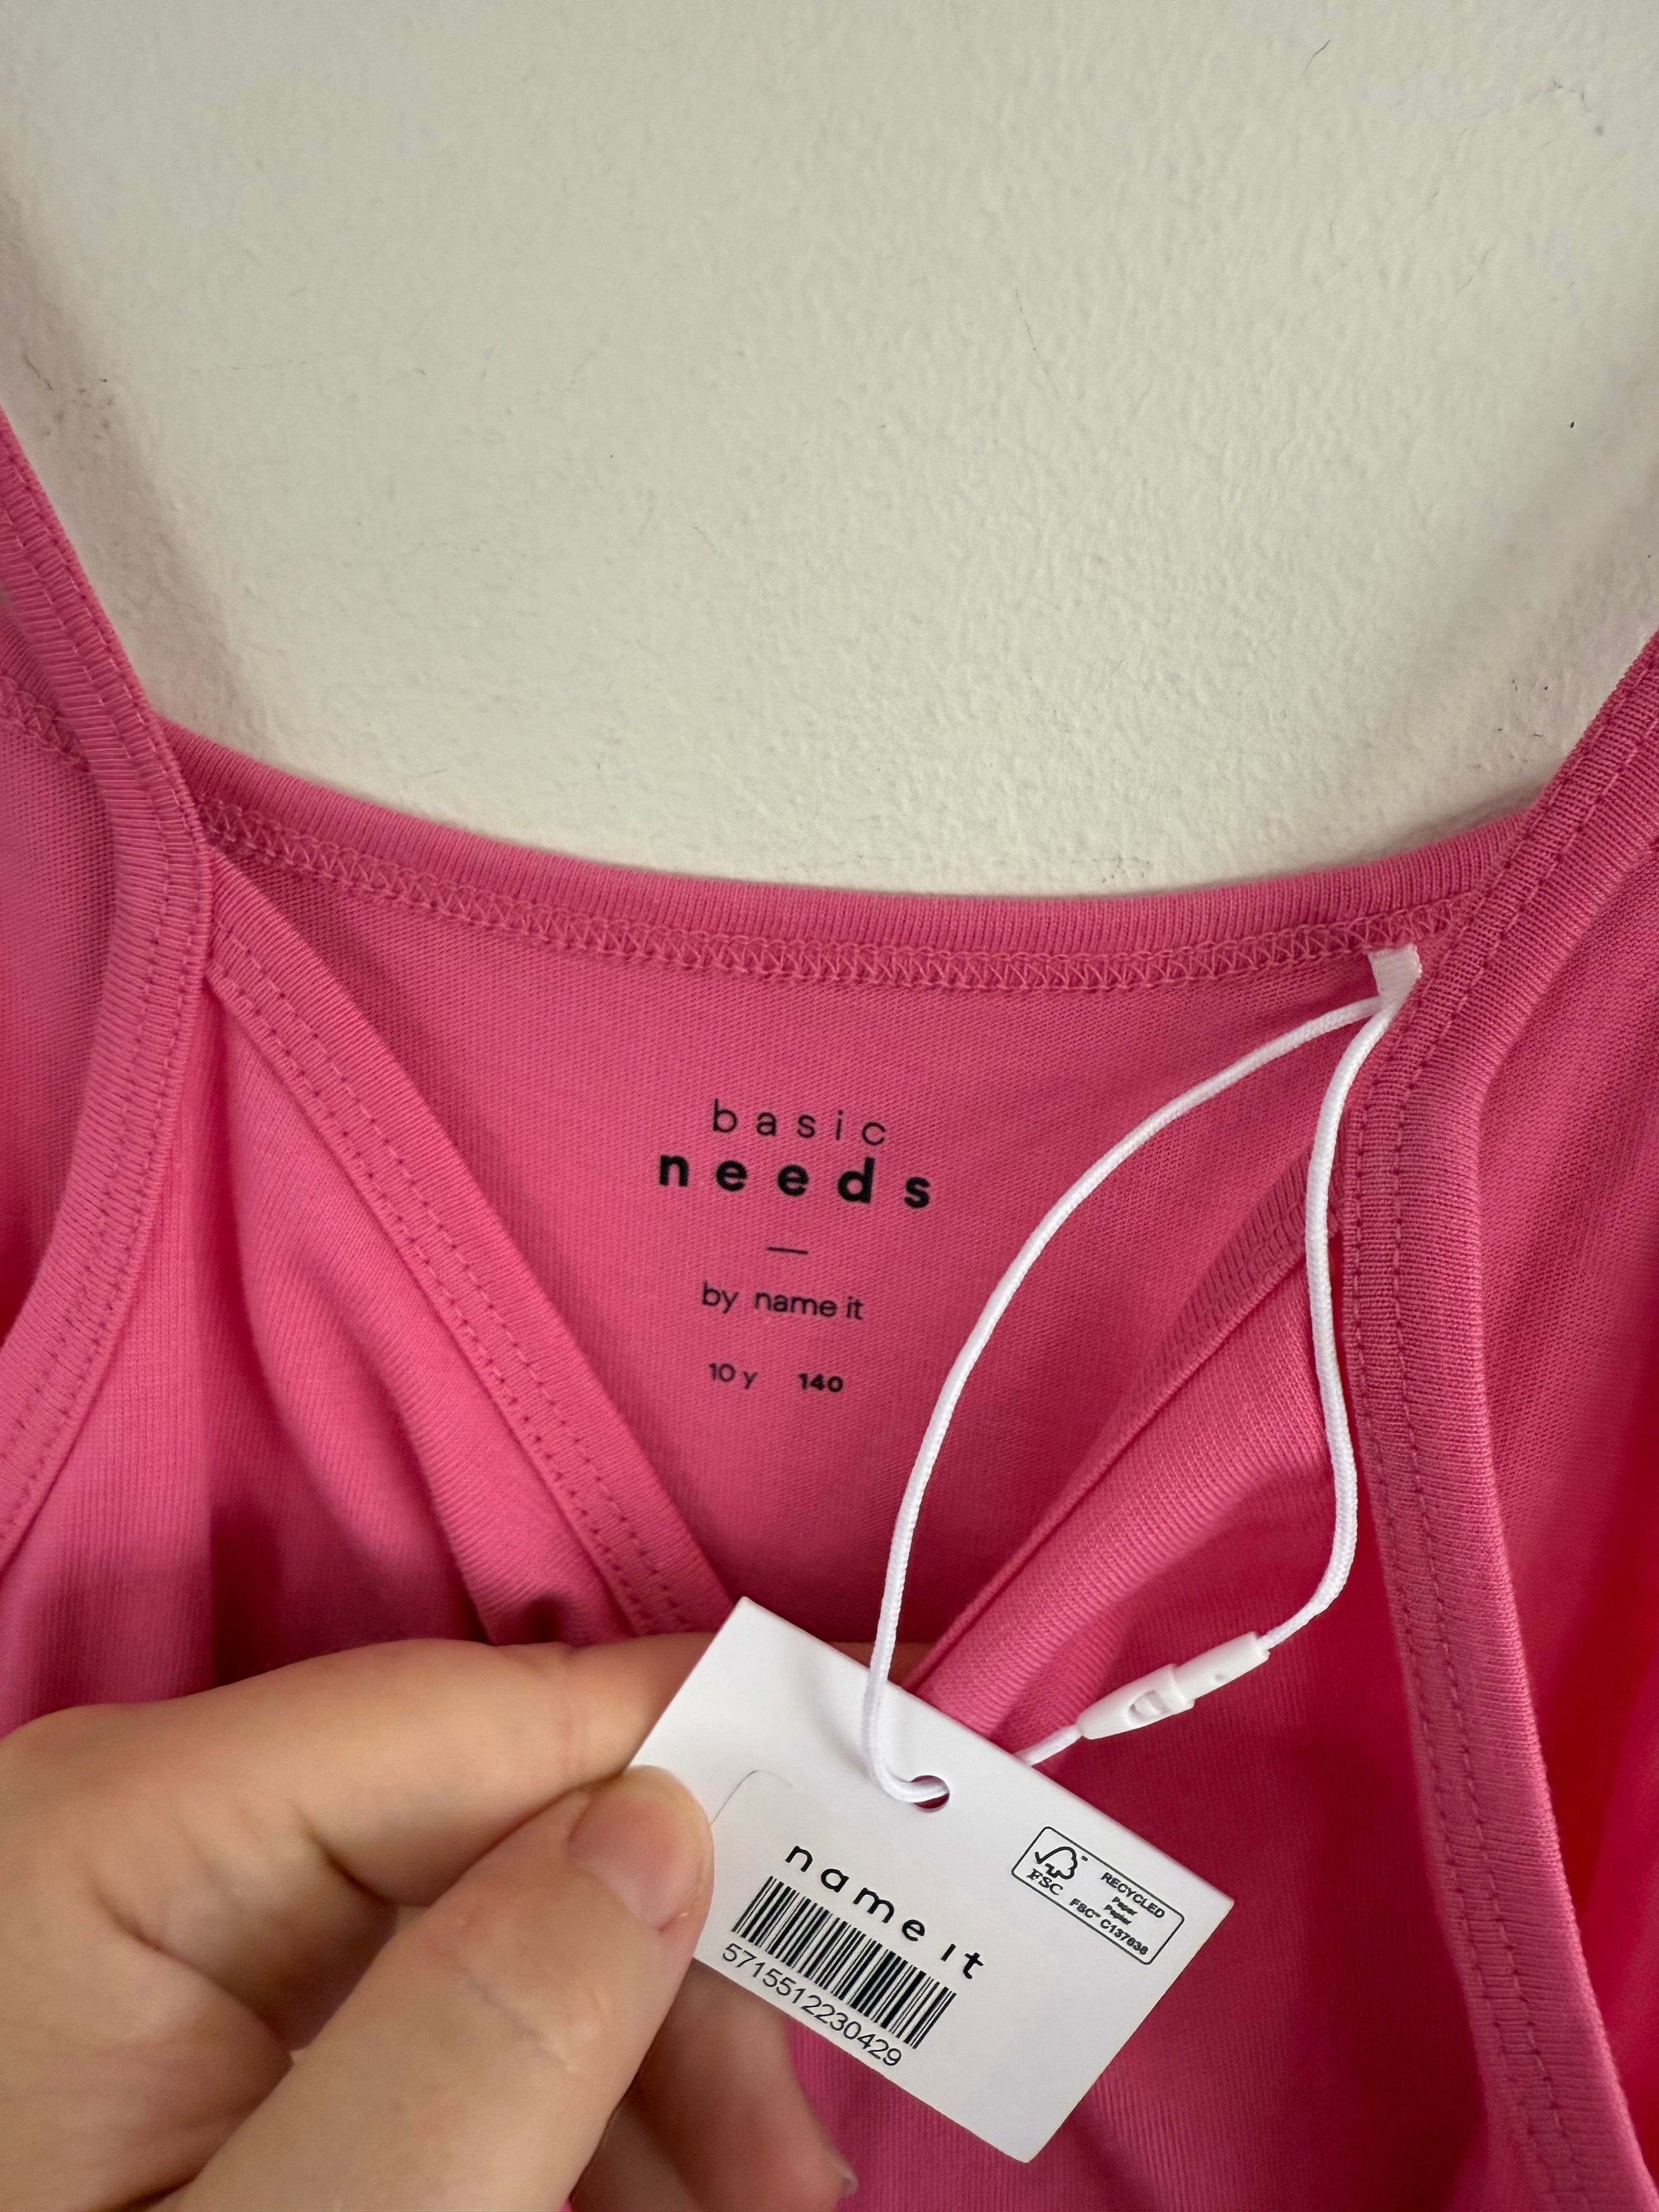 basic
needs
by name it
10 y 140
name it
5715512230429
FSC
RECYCLED
Paper
Papier
FSC™ C137638